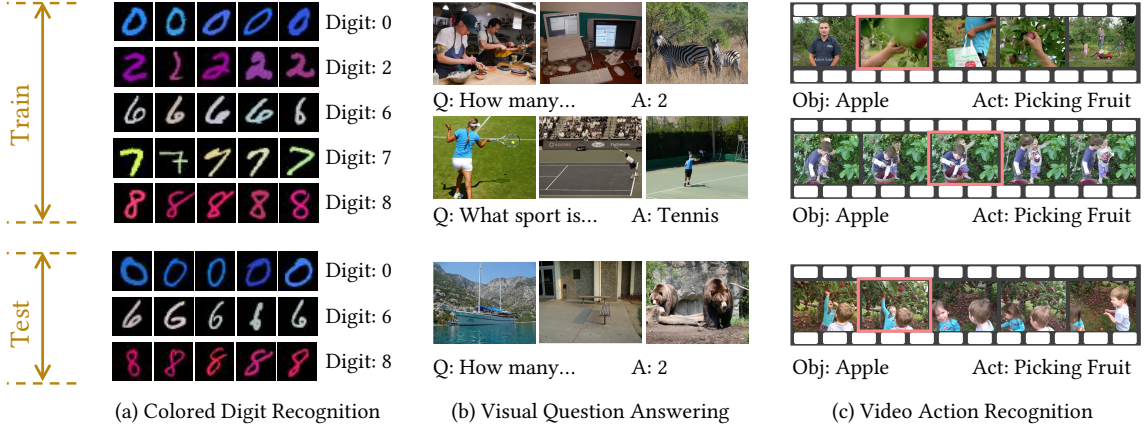 Train
Digit: 0
Digit: 2
Digit: 6
Digit: 7
Digit: 8
Q: How many... A: 2
Q: What sport is... A: Tennis
Obj: Apple Act: Picking Fruit
Obj: Apple Act: Picking Fruit
Test
Digit: 0
Digit: 6
Digit: 8
Q: How many... A: 2
Obj: Apple Act: Picking Fruit
(a) Colored Digit Recognition
(b) Visual Question Answering
(c) Video Action Recognition